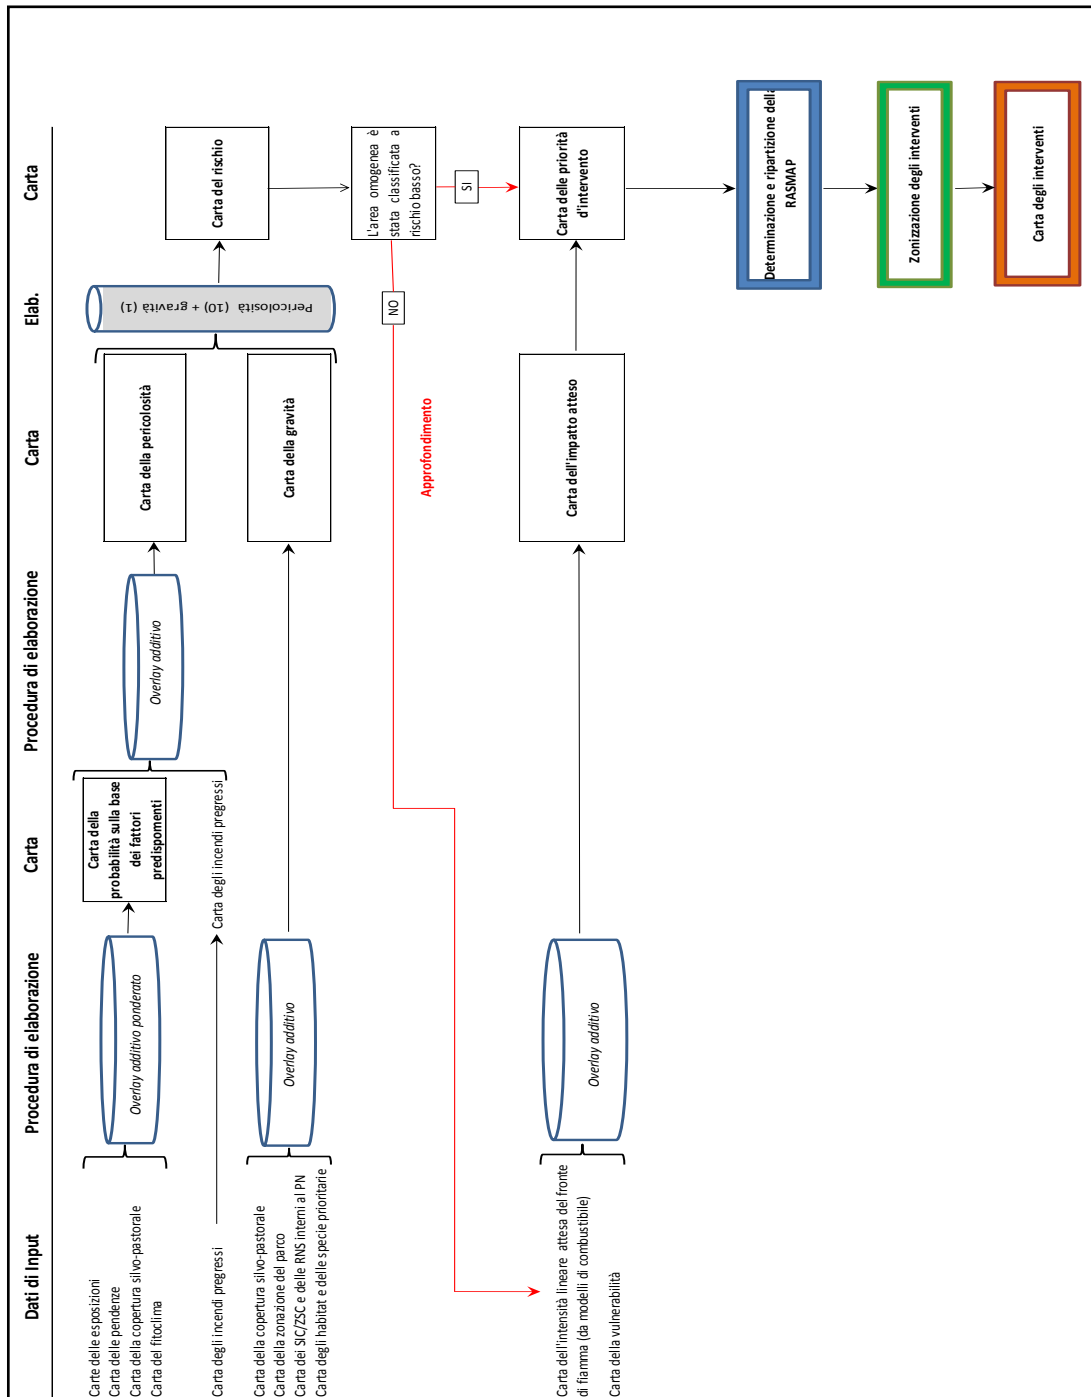 Dati di Input
Procedura di elaborazione
Carta
Procedura di elaborazione
Carta
Elab.
Carta
Carte delle esposizioni
Carta delle pendenze
Carta della copertura silvo-pastorale
Carta del fitoclima
Overlay additivo ponderato
Carta della
probabilità sulla base
dei fattori
predispomenti
Carta degli incendi pregressi
Carta degli incendi pregressi
Overlay additivo
Carta della pericolosità
Carta della copertura silvo-pastorale
Carta della zonazione del parco
Carta dei SIC/ZSC e delle RNS interni al PN
Carta degli habitat e delle specie prioritarie
Overlay additivo
Carta della gravità
Pericolosità (10) + gravità (1)
Carta del rischio
L'area omogenea è
stata classificata a
rischio basso?
SI
NO
Approfondimento
Carta dell'intensità lineare attesa del fronte
di fiamma (da modelli di combustibile)
Carta della vulnerabilità
Overlay additivo
Carta dell'impatto atteso
Carta delle priorità
d'intervento
Determinazione e ripartizione della
RASMAP
Zonizzazione degli interventi
Carta degli interventi